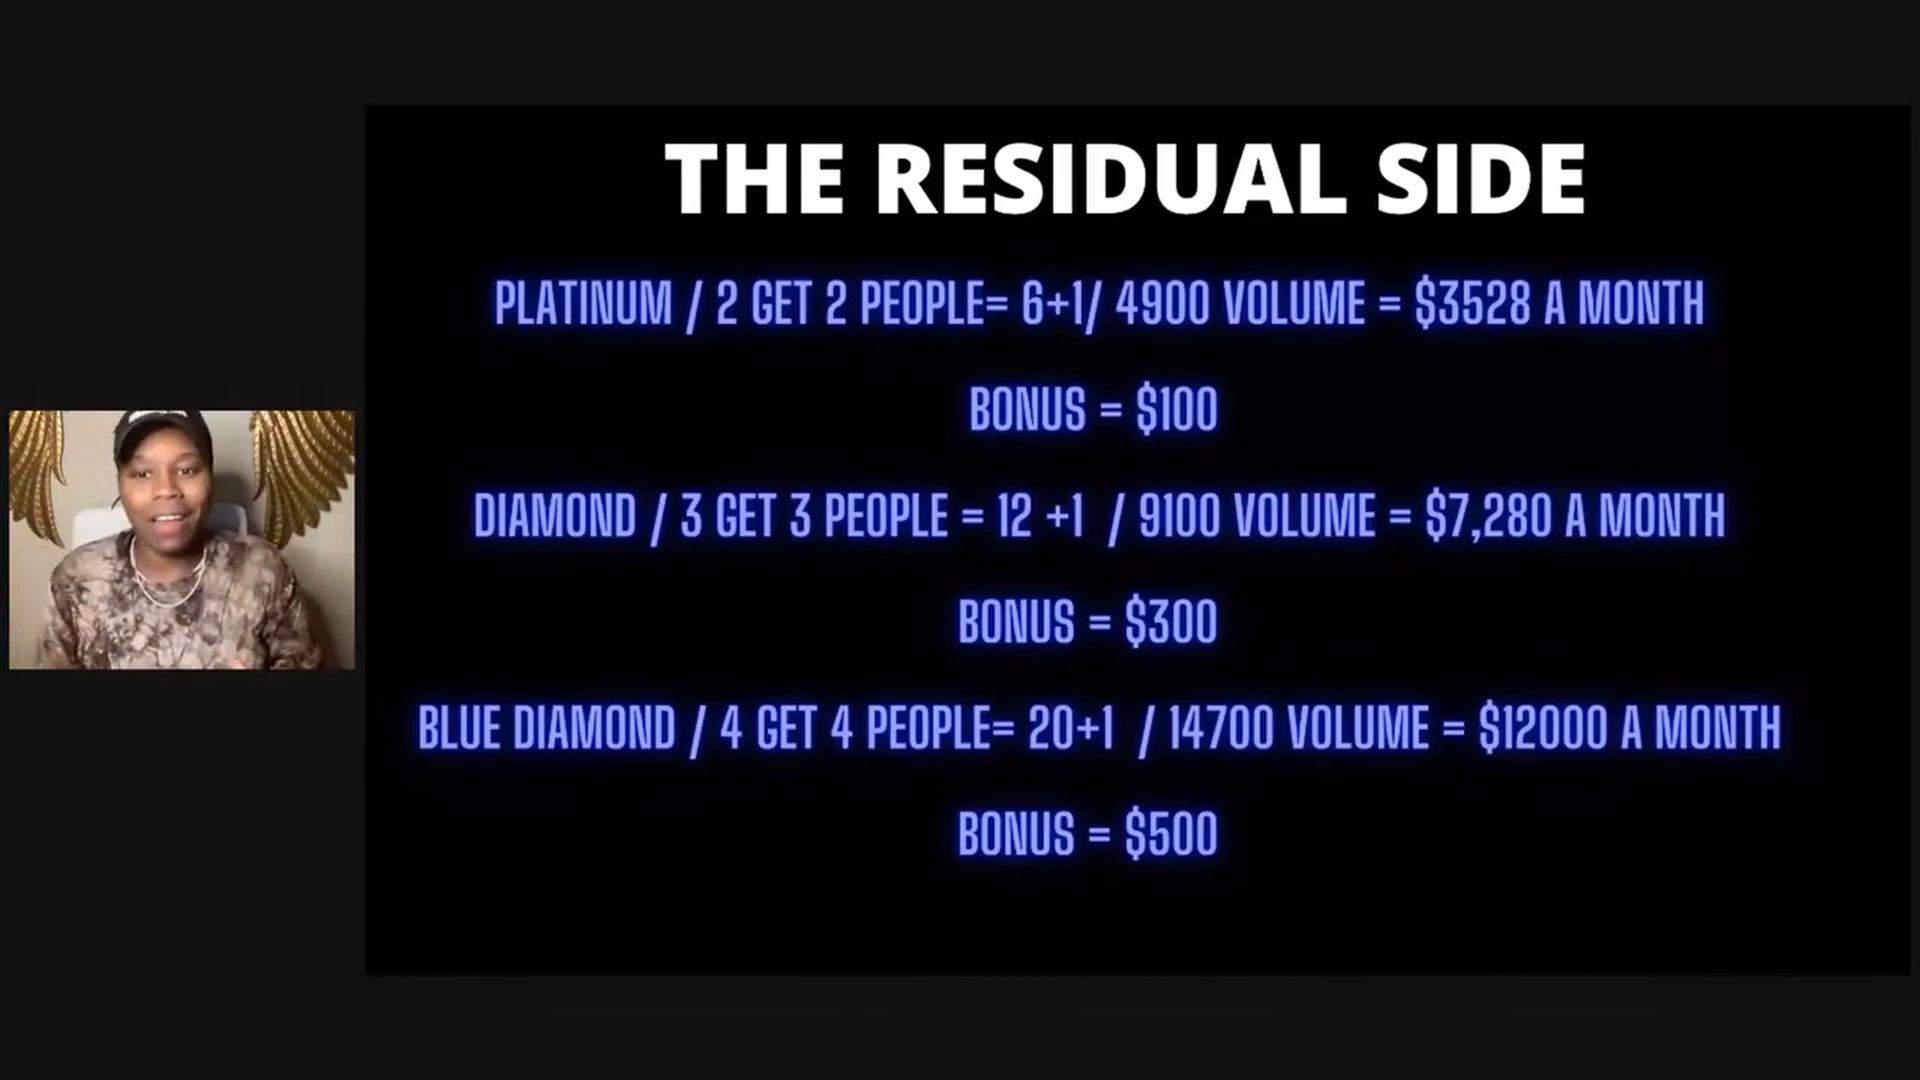 THE RESIDUAL SIDE
PLATINUM / 2 GET 2 PEOPLE= 6+1/ 4900 VOLUME = $3528 A MONTH
BONUS = $100
DIAMOND / 3 GET 3 PEOPLE = 12 +1 / 9100 VOLUME = $7,280 A MONTH
BONUS = $300
BLUE DIAMOND / 4 GET 4 PEOPLE= 20+1 / 14700 VOLUME = $12000 A MONTH
BONUS = $500